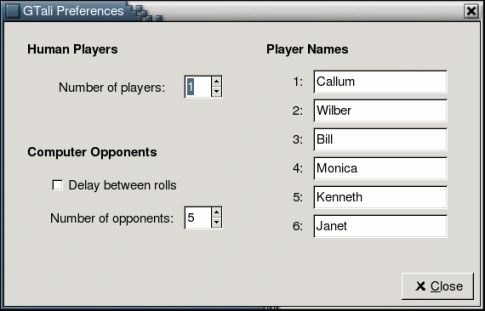 GTali Preferences
Human Players
Number of players: 1
Computer Opponents
Delay between rolls
Number of opponents: 5
Player Names
1: Callum
2: Wilber
3: Bill
4: Monica
5: Kenneth
6: Janet
Close